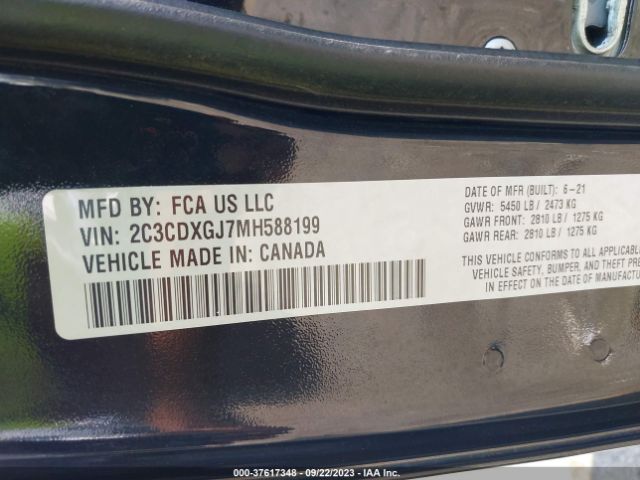 MFD BY: FCA US LLC
VIN: 2C3CDXGJ7MH588199
VEHICLE MADE IN: CANADA
DATE OF MFR (BUILT): 6-21
GVWR: 5450 LB / 2473 KG
GAWR FRONT: 2810 LB / 1275 KG
GAWR REAR: 2810 LB / 1275 KG
THIS VEHICLE CONFORMS TO ALL
VEHICLE SAFETY, BUMPER, AND THEFT
IN EFFECT ON THE DATE OF MANUFA
000-37617348 - 09/22/2023 - IAA Inc.